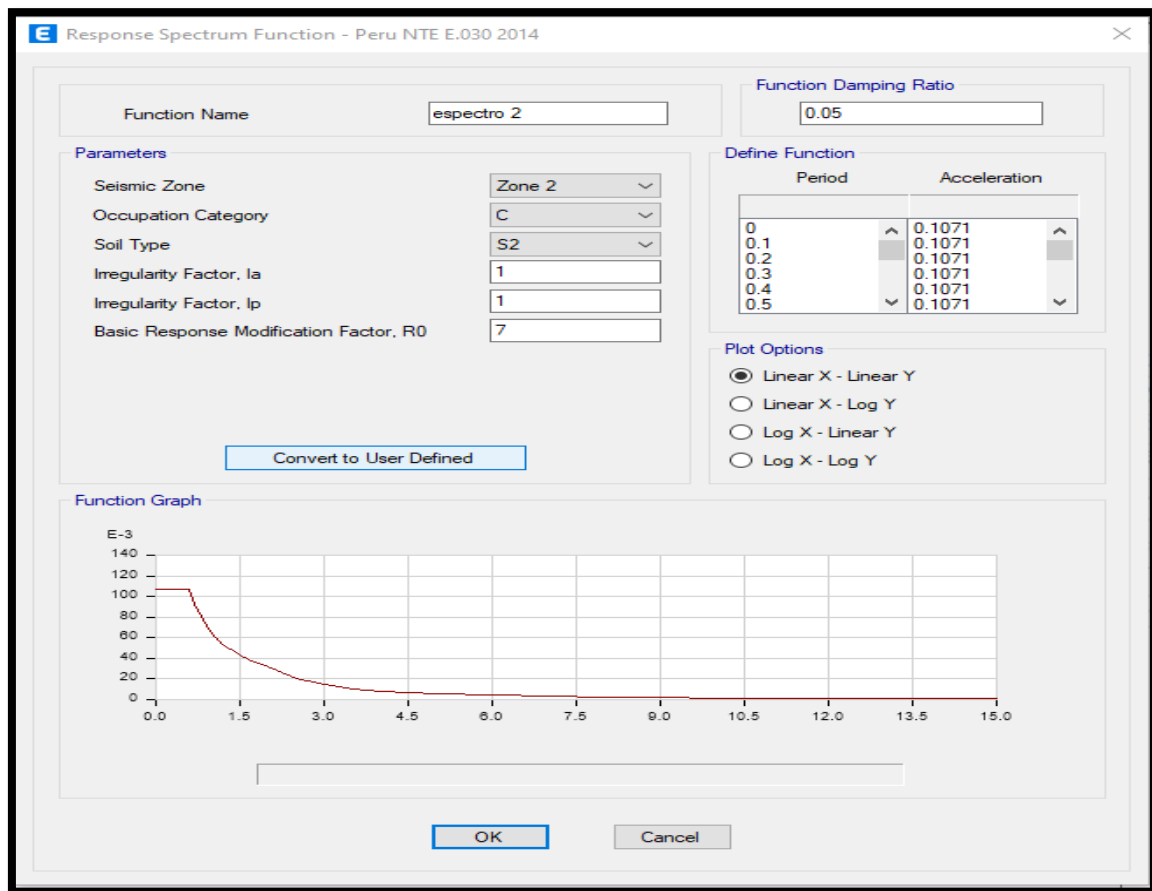 E Response Spectrum Function - Peru NTE E.030 2014
Function Name espectro 2
Function Damping Ratio
0.05
Parameters
Seismic Zone Zone 2
Occupation Category C
Soil Type S2
Irregularity Factor, Ia 1
Irregularity Factor, Ip 1
Basic Response Modification Factor, R0 7
Convert to User Defined
Define Function
Period Acceleration
0 0.1071
0.1 0.1071
0.2 0.1071
0.3 0.1071
0.4 0.1071
0.5 0.1071
Plot Options
Linear X - Linear Y
Linear X - Log Y
Log X - Linear Y
Log X - Log Y
Function Graph
E-3
140
120
100
80
60
40
20
0
0.0 1.5 3.0 4.5 6.0 7.5 9.0 10.5 12.0 13.5 15.0
OK Cancel